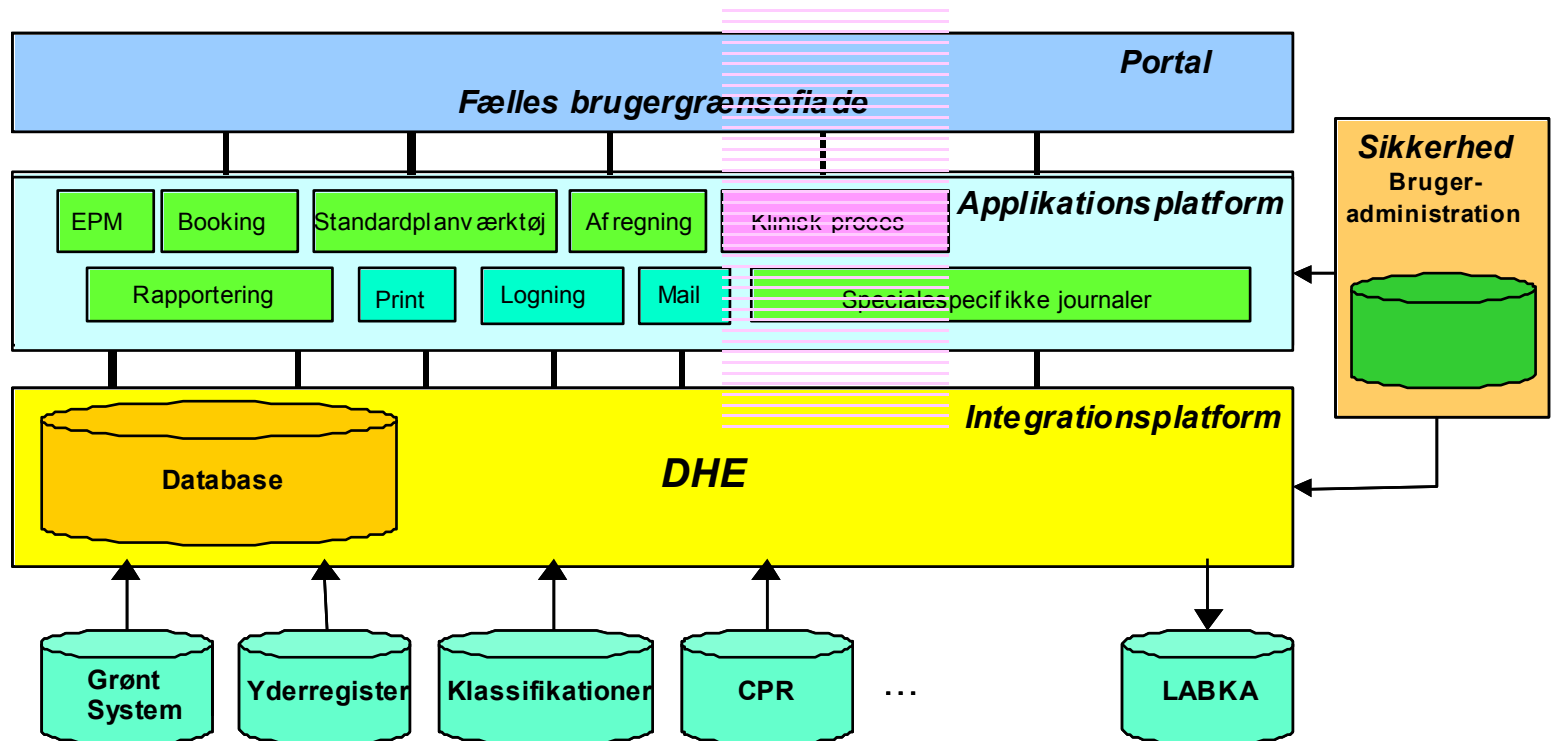 Portal
Fælles brugergrænseflade
Sikkerhed
Bruger-
administration
Applikationsplatform
EPM
Booking
Standardplanværktøj
Afregning
Klinisk proces
Rapportering
Print
Logning
Mail
Specialespecifikke journaler
Integrationsplatform
DHE
Database
Grønt
System
Yderregister
Klassifikationer
CPR
...
LABKA